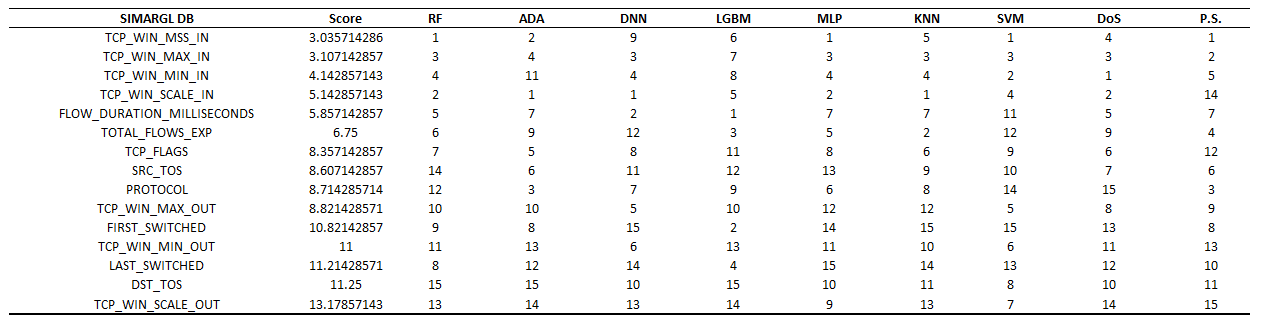 SIMARGL DB Score RF ADA DNN LGBM MLP KNN SVM DoS P.S.
TCP_WIN_MSS_IN 3.035714286 1 2 9 6 1 5 1 4 1
TCP_WIN_MAX_IN 3.107142857 3 4 3 7 3 3 3 3 2
TCP_WIN_MIN_IN 4.142857143 4 11 4 8 4 4 2 1 5
TCP_WIN_SCALE_IN 5.142857143 2 1 1 5 2 1 4 2 14
FLOW_DURATION_MILLISECONDS 5.857142857 5 7 2 1 7 7 11 5 7
TOTAL_FLOWS_EXP 6.75 6 9 12 3 5 2 12 9 4
TCP_FLAGS 8.357142857 7 5 8 11 8 6 9 6 12
SRC_TOS 8.607142857 14 6 11 12 13 9 10 7 6
PROTOCOL 8.714285714 12 3 7 9 6 8 14 15 3
TCP_WIN_MAX_OUT 8.821428571 10 10 5 10 12 12 5 8 9
FIRST_SWITCHED 10.82142857 9 8 15 2 14 15 15 13 8
TCP_WIN_MIN_OUT 11 11 13 6 13 11 10 6 11 13
LAST_SWITCHED 11.21428571 8 12 14 4 15 14 13 12 10
DST_TOS 11.25 15 15 10 15 10 11 8 10 11
TCP_WIN_SCALE_OUT 13.17857143 13 14 13 14 9 13 7 14 15